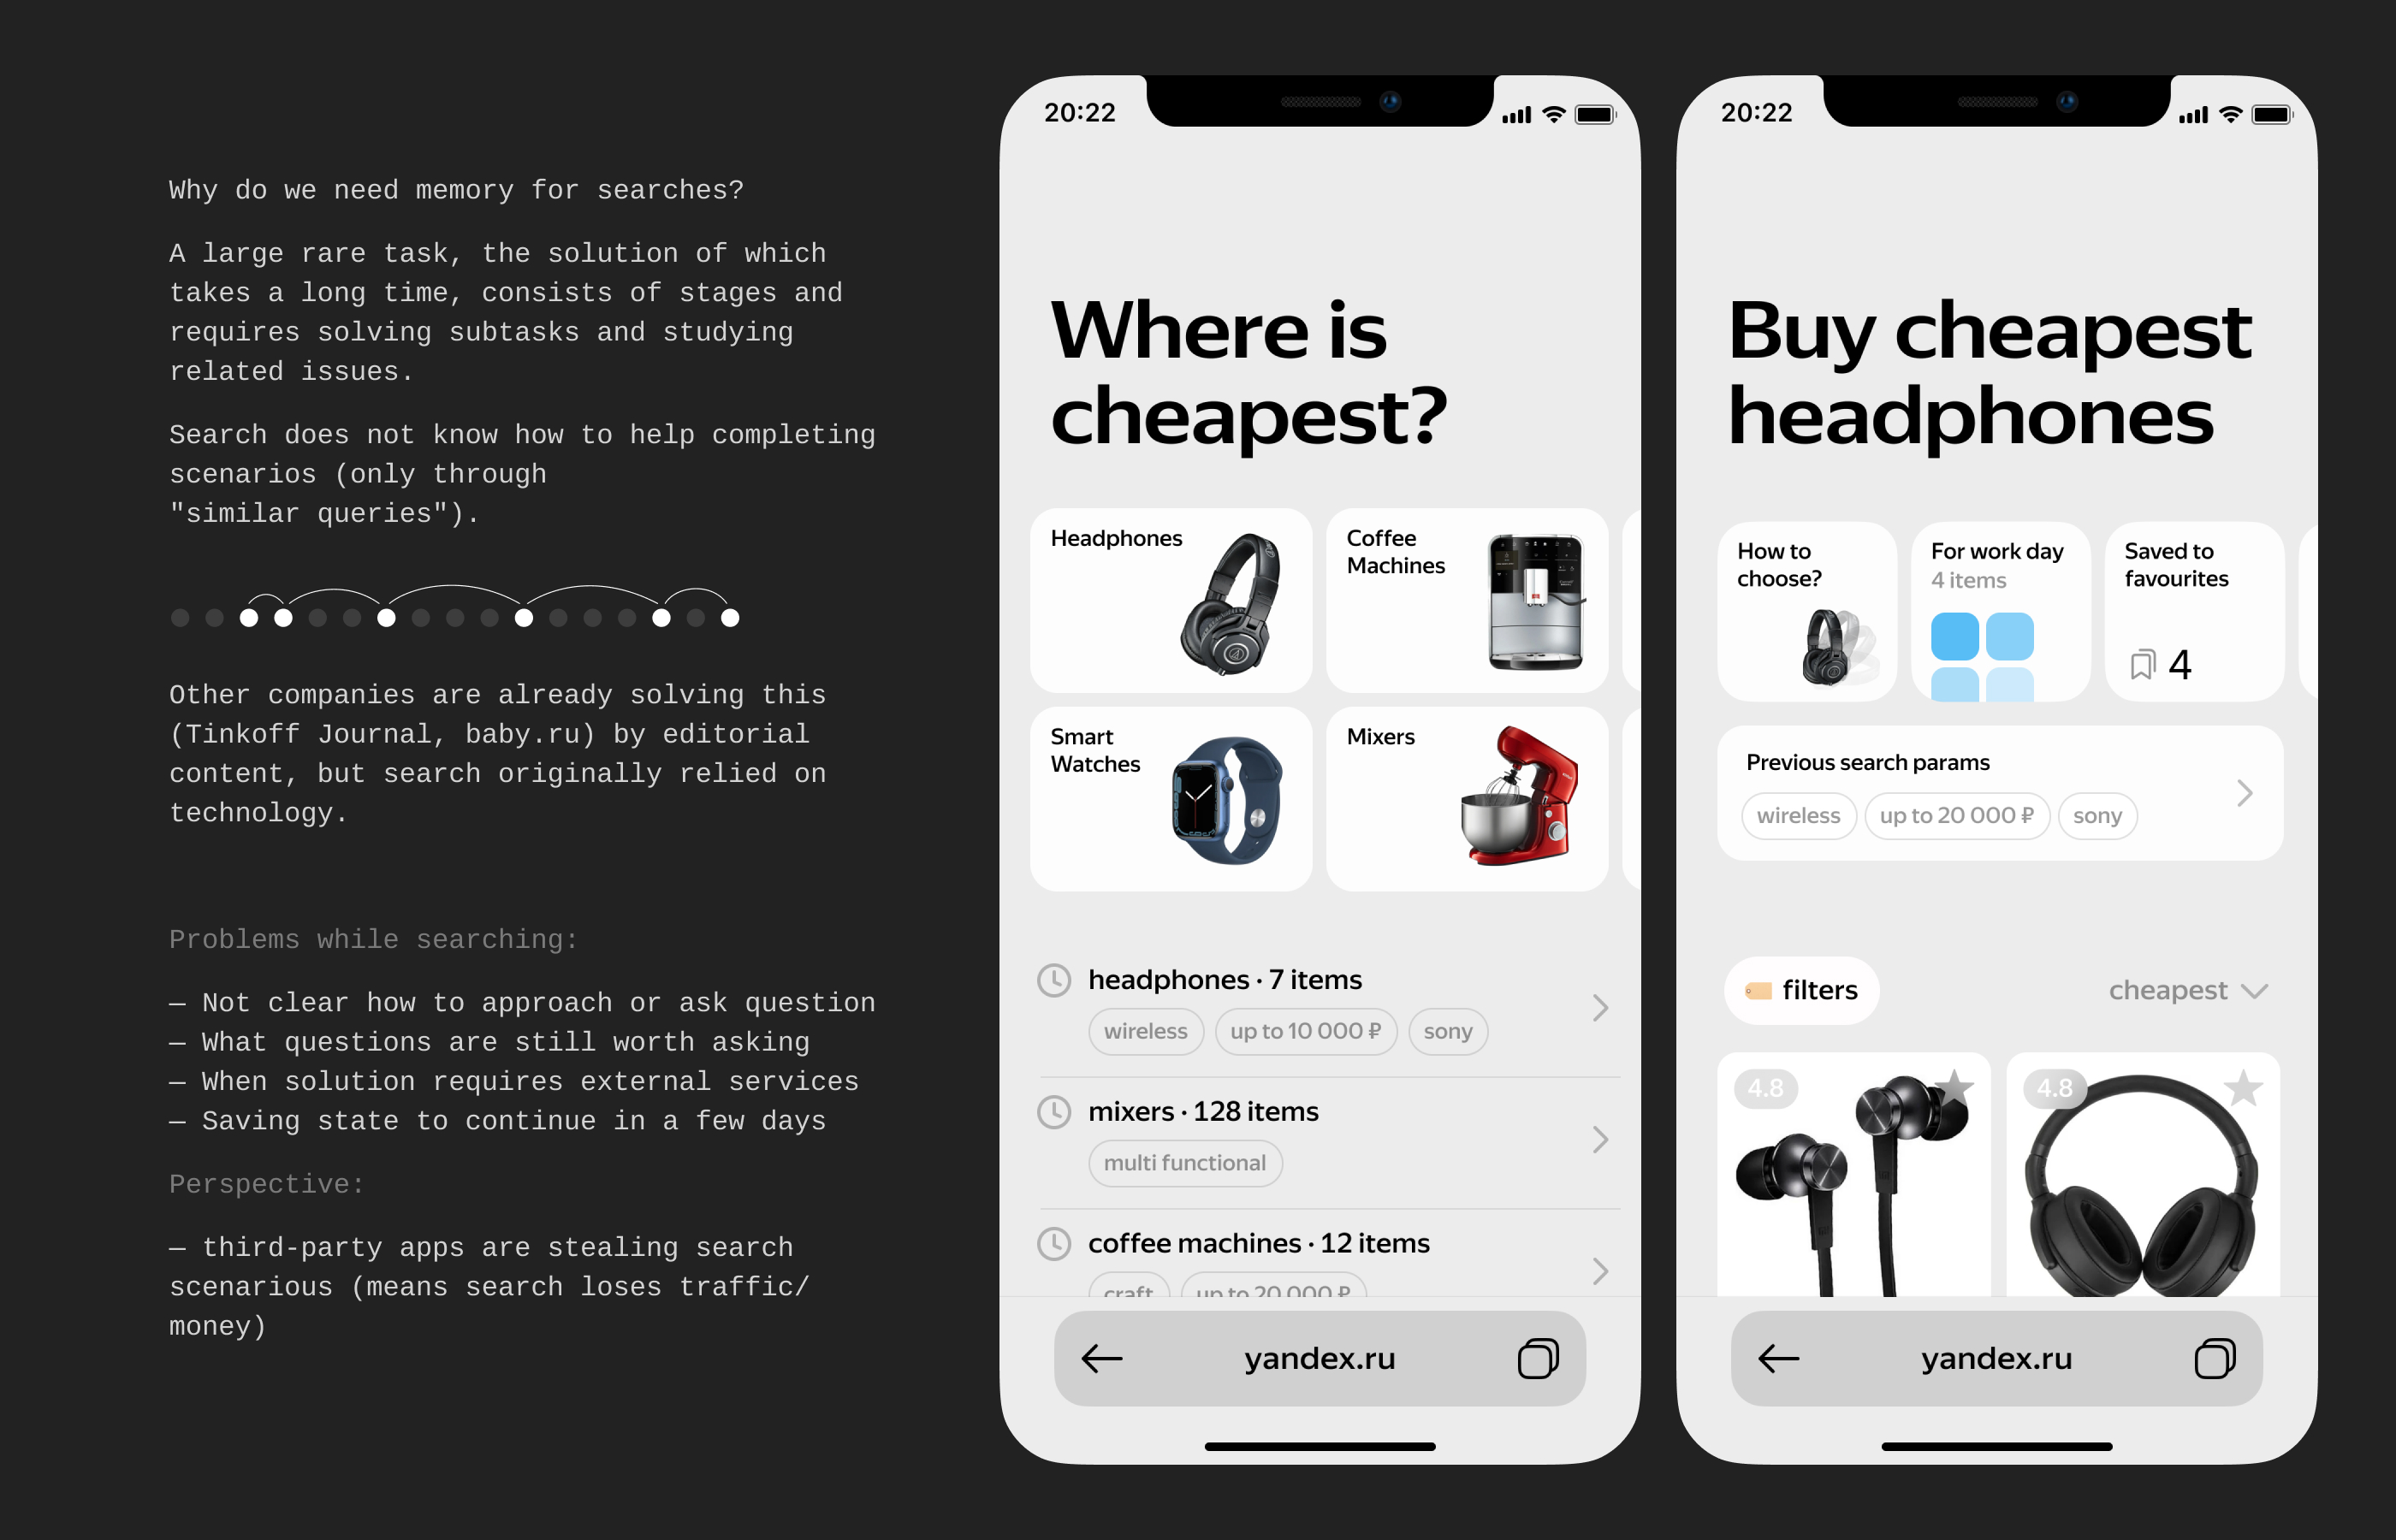 Why do we need memory for searches?
A large rare task, the solution of which
takes a long time, consists of stages and
requires solving subtasks and studying
related issues.
Search does not know how to help completing
scenarios (only through
"similar queries").
Other companies are already solving this
(Tinkoff Journal, baby.ru) by editorial
content, but search originally relied on
technology.
Problems while searching:
— Not clear how to approach or ask question
— What questions are still worth asking
— When solution requires external services
— Saving state to continue in a few days
Perspective:
— third-party apps are stealing search
scenarious (means search loses traffic/
money)
20:22
Where is
cheapest?
Headphones
Coffee
Machines
Smart
Watches
Mixers
headphones · 7 items
wireless
up to 10 000 ₽
sony
mixers · 128 items
multi functional
coffee machines · 12 items
craft
up to 20 000 ₽
yandex.ru
20:22
Buy cheapest
headphones
How to
choose?
For work day
4 items
Saved to
favourites
4
Previous search params
wireless
up to 20 000 ₽
sony
filters
cheapest
4.8
4.8
yandex.ru